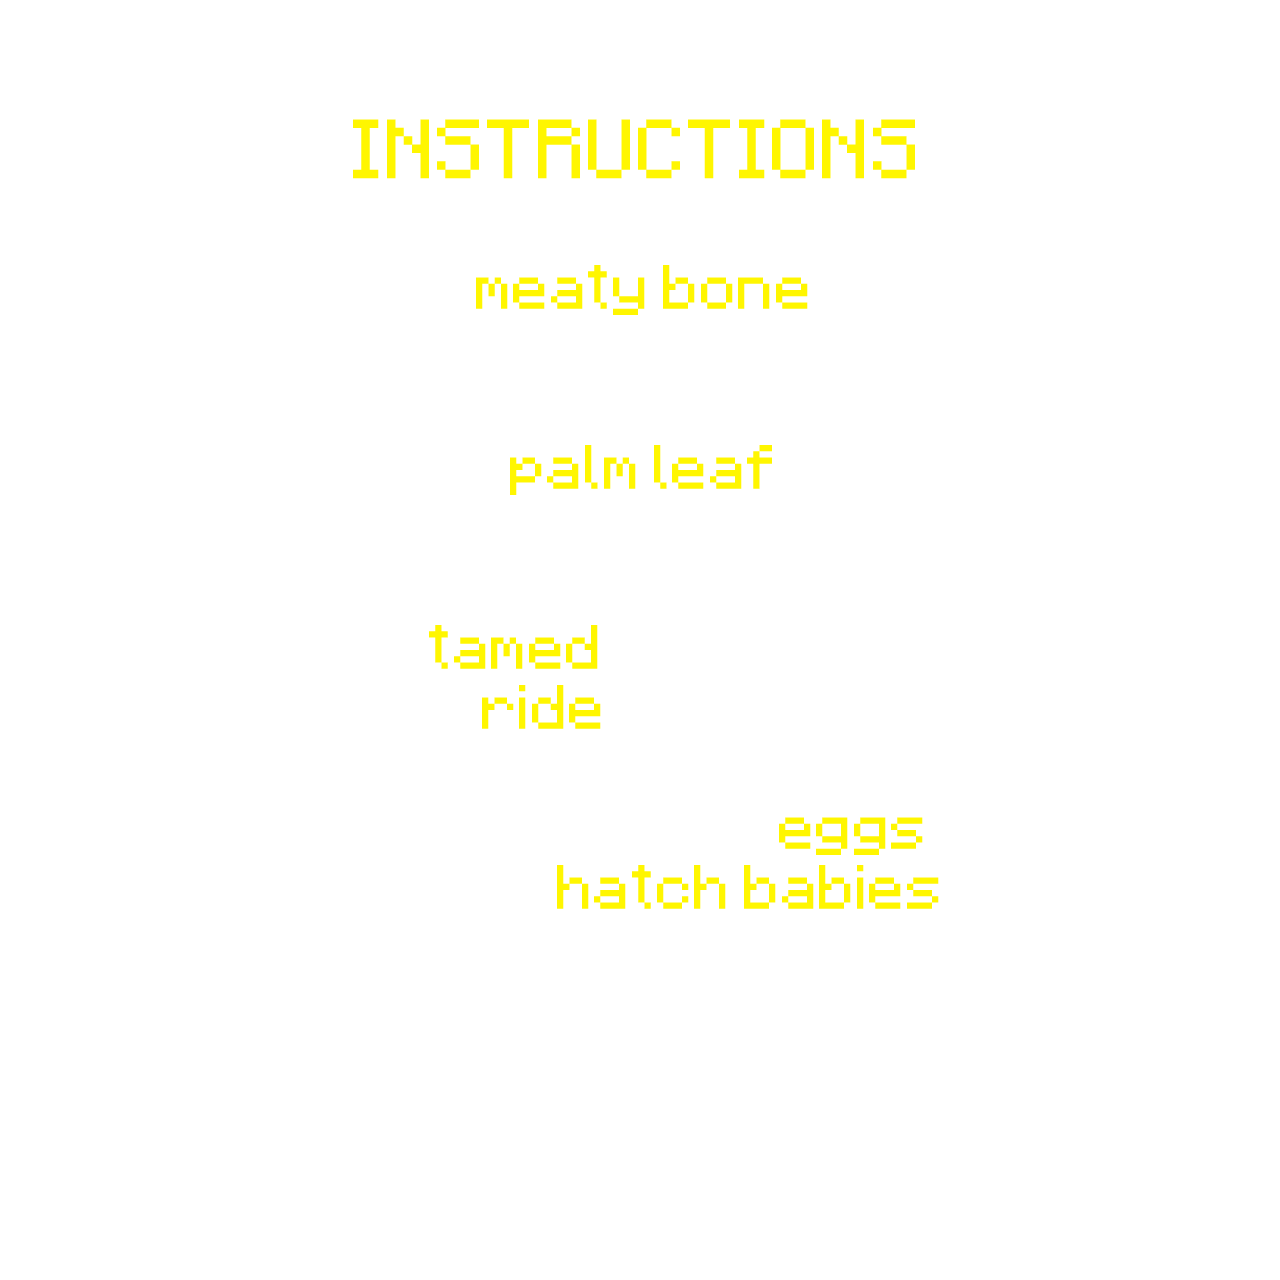 INSTRUCTIONS
meaty bone
palm leaf
tamed
ride
eggs
hatch babies